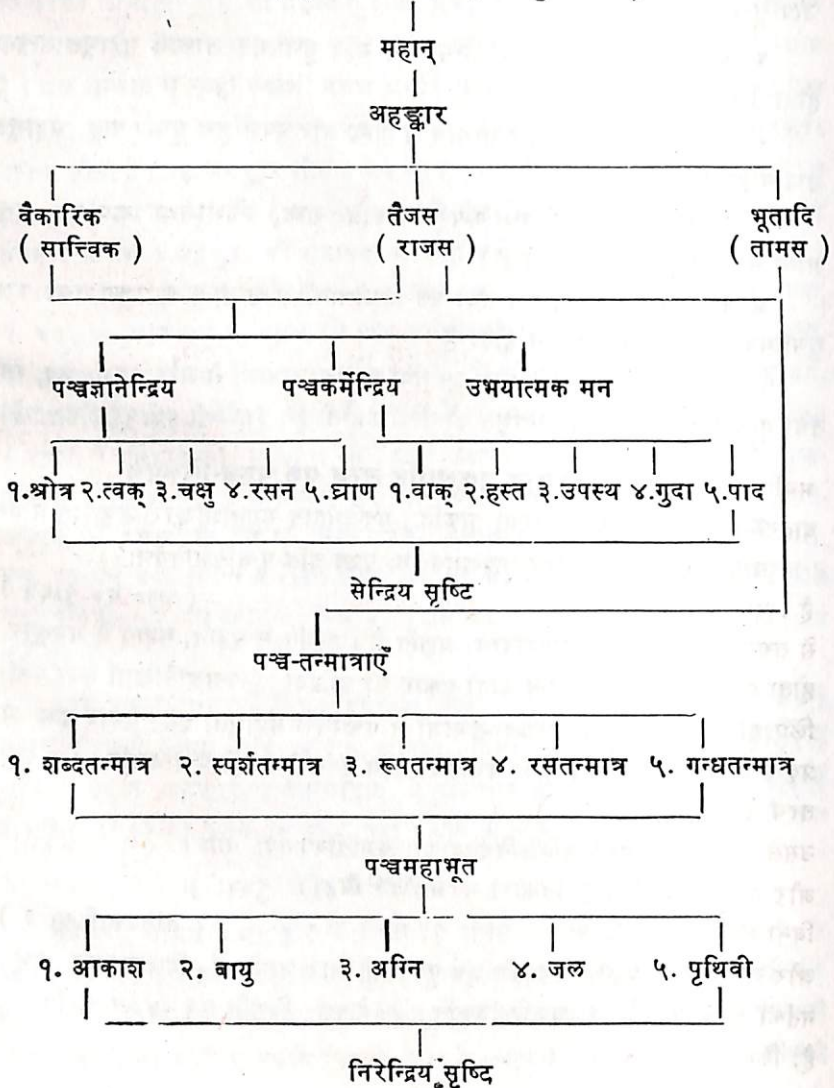 महान्
अहङ्कार
वैकारिक तैजस भूतादि
( सात्त्विक ) ( राजस ) ( तामस )
पञ्चज्ञानेन्द्रिय पञ्चकर्मेन्द्रिय उभयात्मक मन
१.श्रोत्र २.त्वक् ३.चक्ष ४.रसन ५.घ्राण १.वाक् २.हस्त ३.उपस्थ ४.गुदा ५.पाद
सेन्द्रिय सृष्टि
पञ्च-तन्मात्राएँ
१. शब्दतन्मात्र २. स्पर्शतन्मात्र ३. रूपतन्मात्र ४. रसतन्मात्र ५. गन्धतन्मात्र
पञ्चमहाभूत
१. आकाश २. वायु ३. अग्नि ४. जल ५. पृथिवी
निरेन्द्रिय सृष्टि